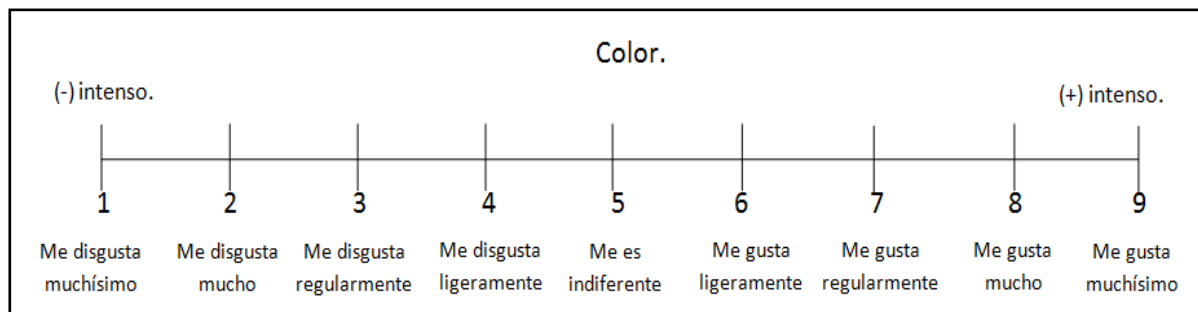 Color.
(-) intenso. (+) intenso.
1 2 3 4 5 6 7 8 9
Me disgusta Me disgusta Me disgusta Me disgusta Me es Me gusta Me gusta Me gusta Me gusta
muchísimo mucho regularmente ligeramente indiferente ligeramente regularmente mucho muchísimo